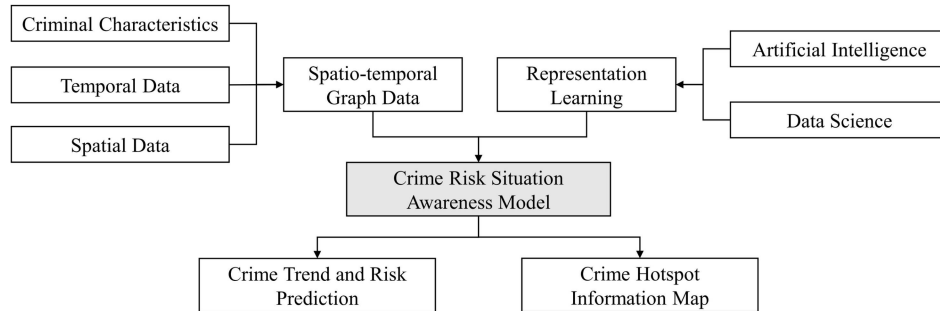 Criminal Characteristics
Temporal Data
Spatial Data
Spatio-temporal
Graph Data
Representation
Learning
Artificial Intelligence
Data Science
Crime Risk Situation
Awareness Model
Crime Trend and Risk
Prediction
Crime Hotspot
Information Map